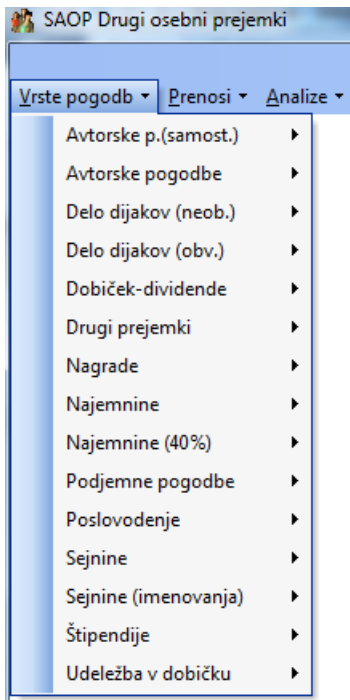 SAOP Drugi osebni prejemki
Vrste pogodb Prenosi Analize
Avtorske p.(samost.)
Avtorske pogodbe
Delo dijakov (neob.)
Delo dijakov (obv.)
Dobiček-dividende
Drugi prejemki
Nagrade
Najemnine
Najemnine (40%)
Podjemne pogodbe
Poslovodenje
Sejnine
Sejnine (imenovanja)
Štipendije
Udeležba v dobičku